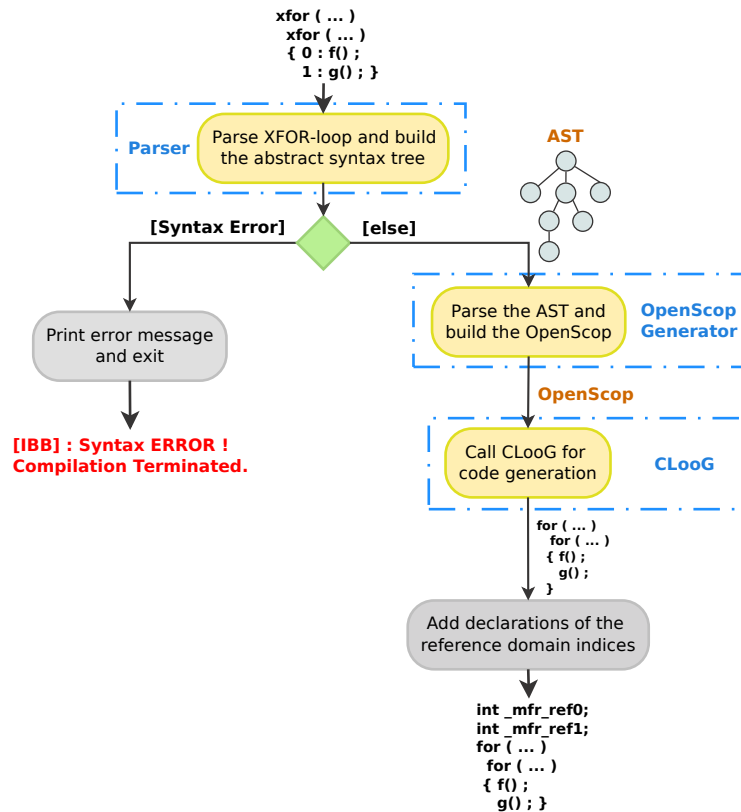 xfor ( ... )
xfor ( ... )
{ 0 : f() ;
1 : g() ; }
Parser
Parse XFOR-loop and build
the abstract syntax tree
AST
[Syntax Error]
[else]
Print error message
and exit
Parse the AST and
build the OpenScop
OpenScop
Generator
OpenScop
[IBB] : Syntax ERROR !
Compilation Terminated.
Call CLooG for
code generation
CLooG
for ( ... )
for ( ... )
{ f() ;
g() ;
}
Add declarations of the
reference domain indices
int _mfr_ref0;
int _mfr_ref1;
for ( ... )
for ( ... )
{ f() ;
g() ; }